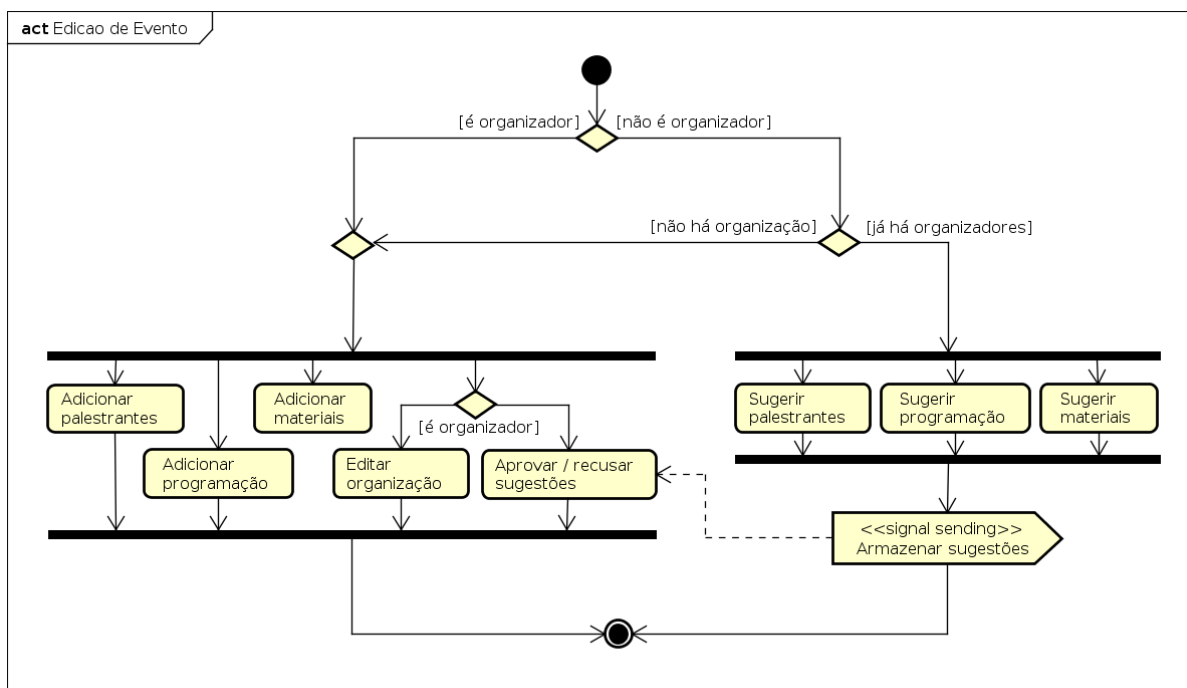 act Edicao de Evento
[é organizador]
[não é organizador]
[não há organização]
[já há organizadores]
Adicionar
palestrantes
Adicionar
programação
Adicionar
materiais
[é organizador]
Editar
organização
Aprovar / recusar
sugestões
Sugerir
palestrantes
Sugerir
programação
Sugerir
materiais
<<signal sending>>
Armazenar sugestões